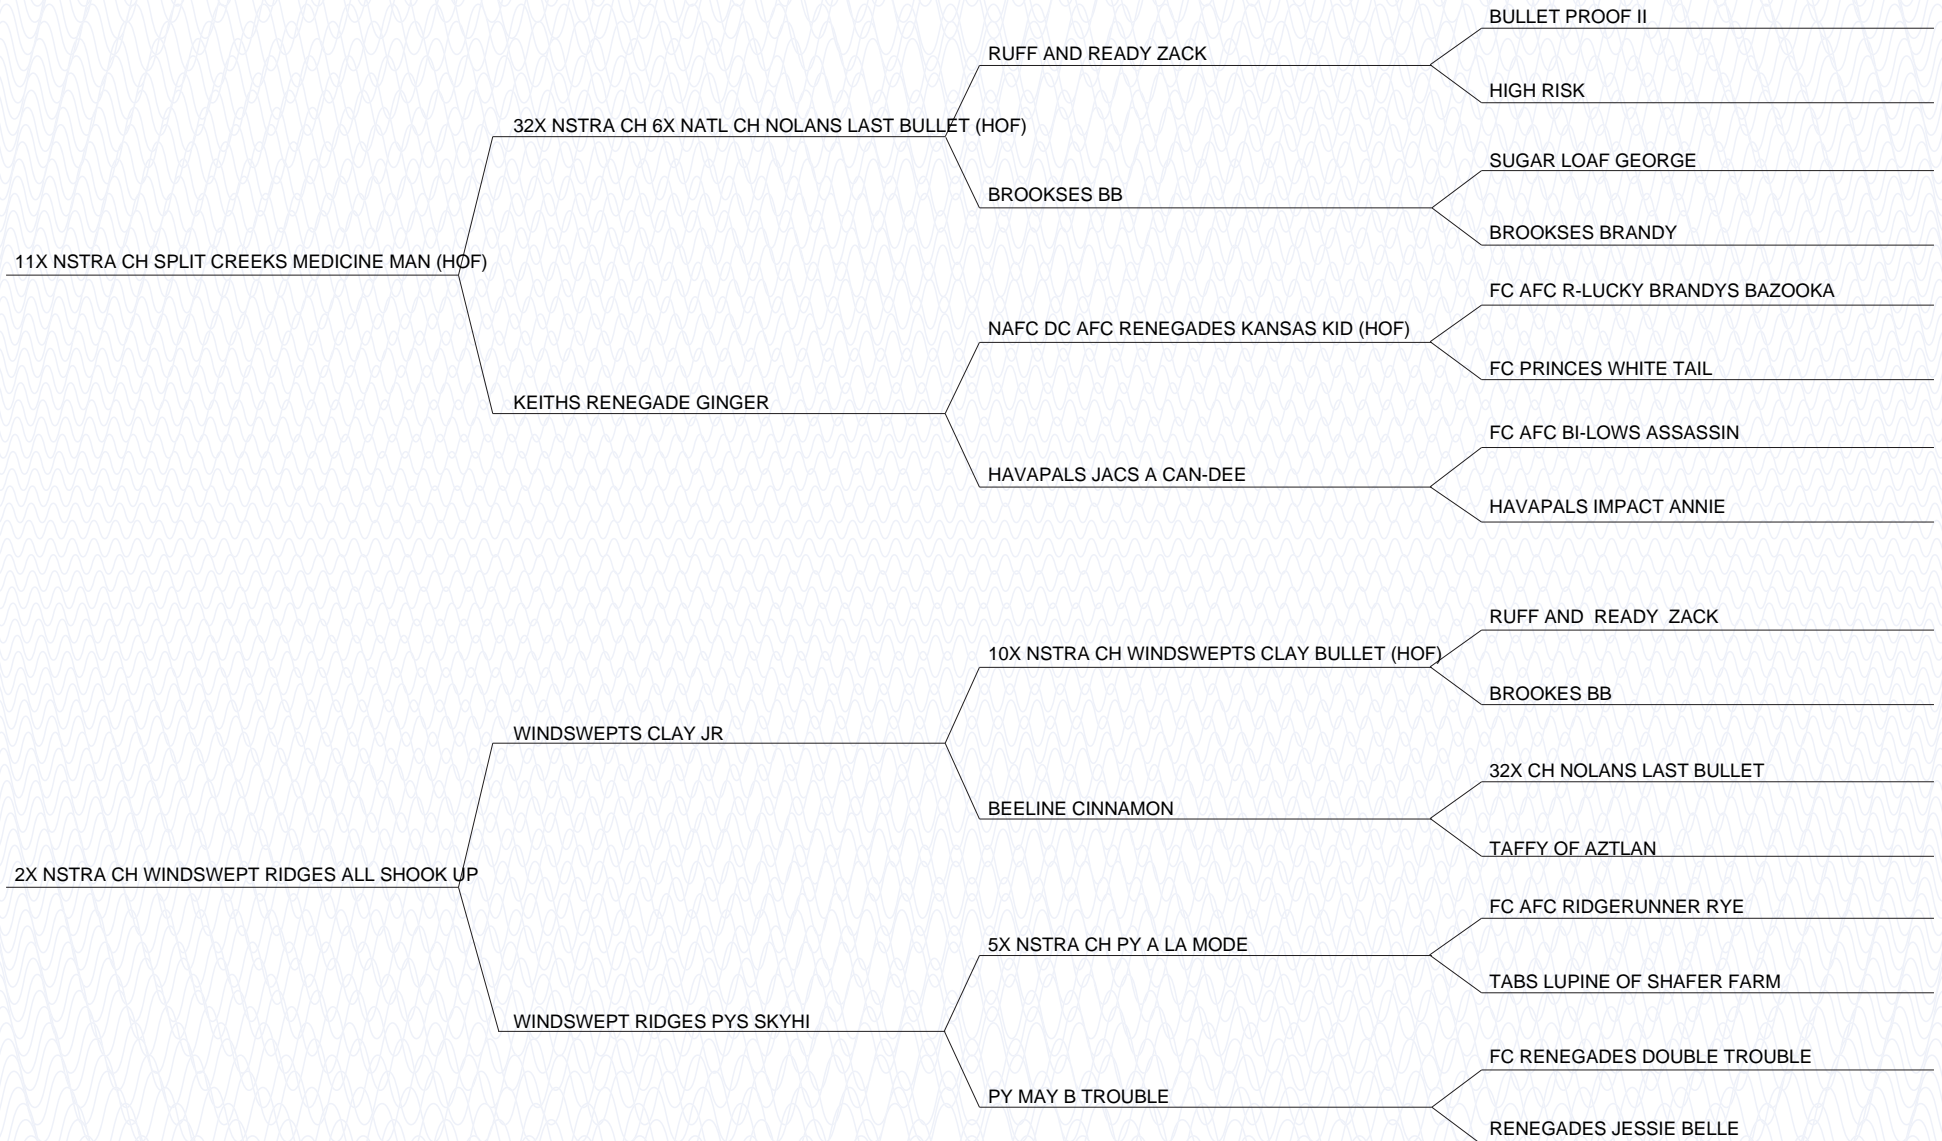 BULLET PROOF II
RUFF AND READY ZACK
HIGH RISK
32X NSTRA CH 6X NATL CH NOLANS LAST BULLET (HOF)
SUGAR LOAF GEORGE
BROOKSES BB
BROOKSES BRANDY
11X NSTRA CH SPLIT CREEKS MEDICINE MAN (HOF)
FC AFC R-LUCKY BRANDYS BAZOOKA
NAFC DC AFC RENEGADES KANSAS KID (HOF)
FC PRINCES WHITE TAIL
KEITHS RENEGADE GINGER
FC AFC BI-LOWS ASSASSIN
HAVAPALS JACS A CAN-DEE
HAVAPALS IMPACT ANNIE
RUFF AND  READY  ZACK
10X NSTRA CH WINDSWEPTS CLAY BULLET (HOF)
BROOKES BB
WINDSWEPTS CLAY JR
32X CH NOLANS LAST BULLET
BEELINE CINNAMON
TAFFY OF AZTLAN
2X NSTRA CH WINDSWEPT RIDGES ALL SHOOK UP
FC AFC RIDGERUNNER RYE
5X NSTRA CH PY A LA MODE
TABS LUPINE OF SHAFER FARM
WINDSWEPT RIDGES PYS SKYHI
FC RENEGADES DOUBLE TROUBLE
PY MAY B TROUBLE
RENEGADES JESSIE BELLE